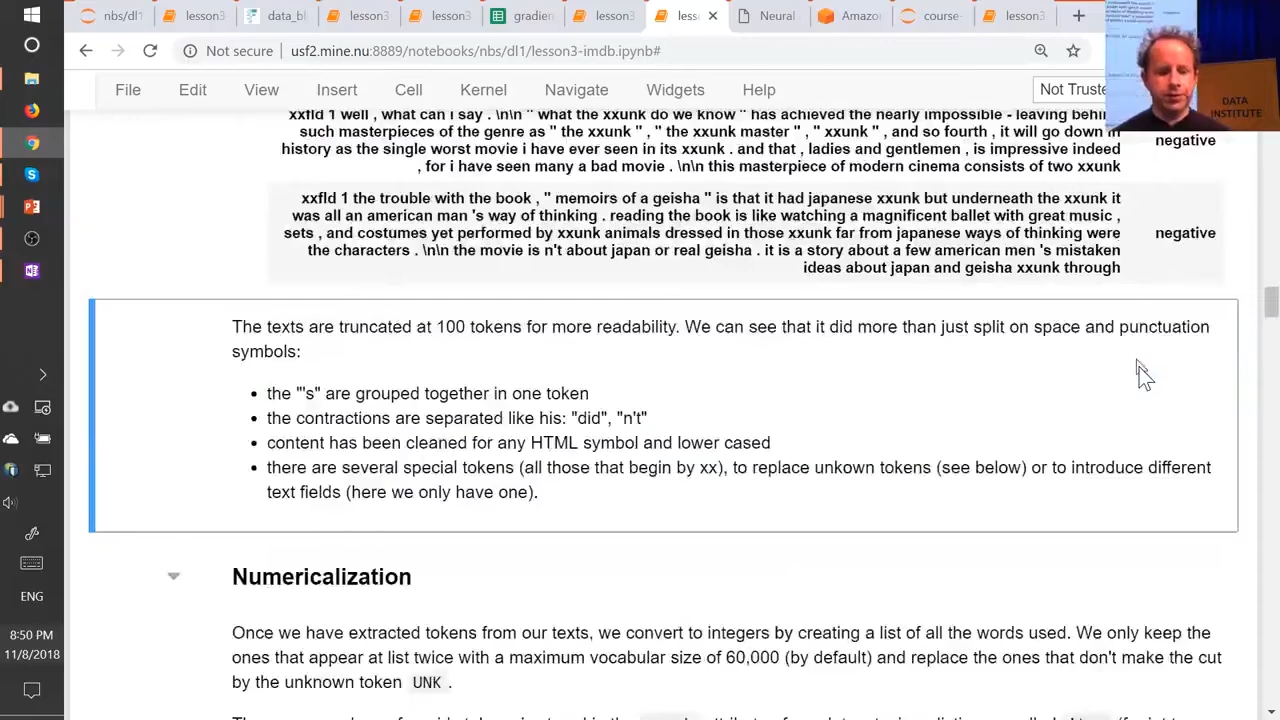 nbs/dl1
lesson3
data_bl
lesson3
gradien
lesson3
less
Neural
Amazo
course-
lesson3
Not secure
usf2.mine.nu:8889/notebooks/nbs/dl1/lesson3-imdb.ipynb#
File Edit View Insert Cell Kernel Navigate Widgets Help
Not Truste
DATA
INSTITUTE
xxfld 1 well , what can i say . \n\n " what the xxunk do we know " has achieved the nearly impossible - leaving behin
such masterpieces of the genre as " the xxunk " , " the xxunk master " , " xxunk " , and so fourth , it will go down in
history as the single worst movie i have ever seen in its xxunk . and that , ladies and gentlemen , is impressive indeed
, for i have seen many a bad movie . \n\n this masterpiece of modern cinema consists of two xxunk
negative
xxfld 1 the trouble with the book , " memoirs of a geisha " is that it had japanese xxunk but underneath the xxunk it
was all an american man 's way of thinking . reading the book is like watching a magnificent ballet with great music ,
sets , and costumes yet performed by xxunk animals dressed in those xxunk far from japanese ways of thinking were
the characters . \n\n the movie is n't about japan or real geisha . it is a story about a few american men 's mistaken
ideas about japan and geisha xxunk through
negative
The texts are truncated at 100 tokens for more readability. We can see that it did more than just split on space and punctuation
symbols:
• the "'s" are grouped together in one token
• the contractions are separated like his: "did", "n't"
• content has been cleaned for any HTML symbol and lower cased
• there are several special tokens (all those that begin by xx), to replace unkown tokens (see below) or to introduce different
text fields (here we only have one).
Numericalization
Once we have extracted tokens from our texts, we convert to integers by creating a list of all the words used. We only keep the
ones that appear at list twice with a maximum vocabular size of 60,000 (by default) and replace the ones that don't make the cut
by the unknown token UNK .
ENG
8:50 PM
11/8/2018